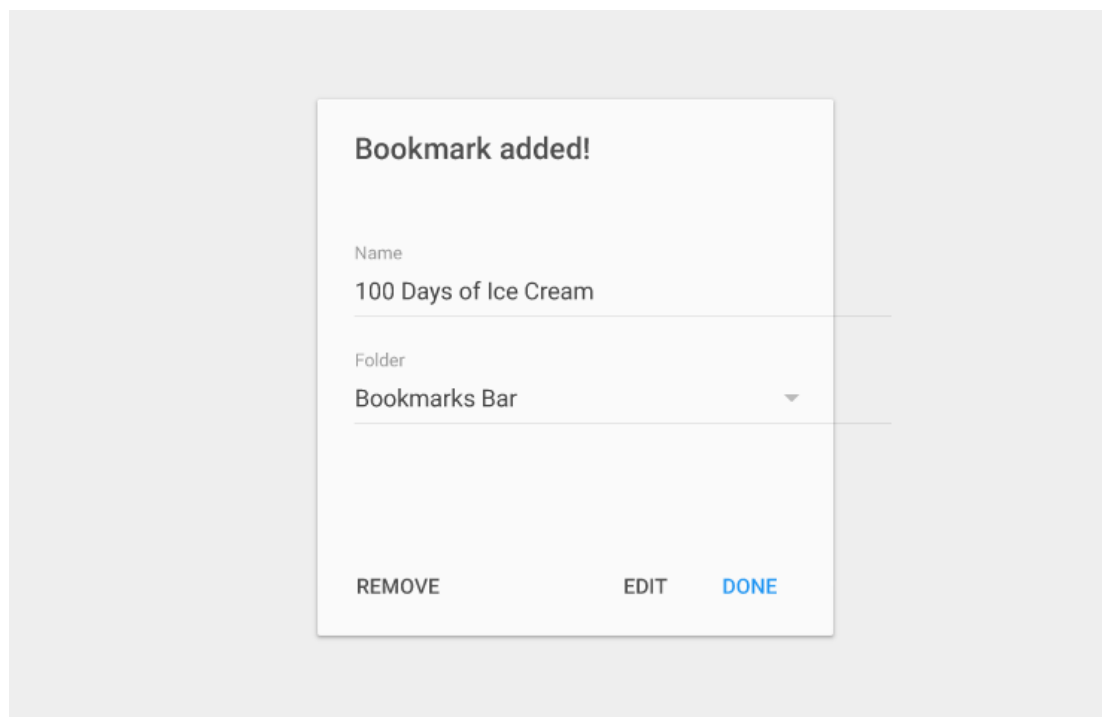 Bookmark added!
Name
100 Days of Ice Cream
Folder
Bookmarks Bar
REMOVE EDIT DONE